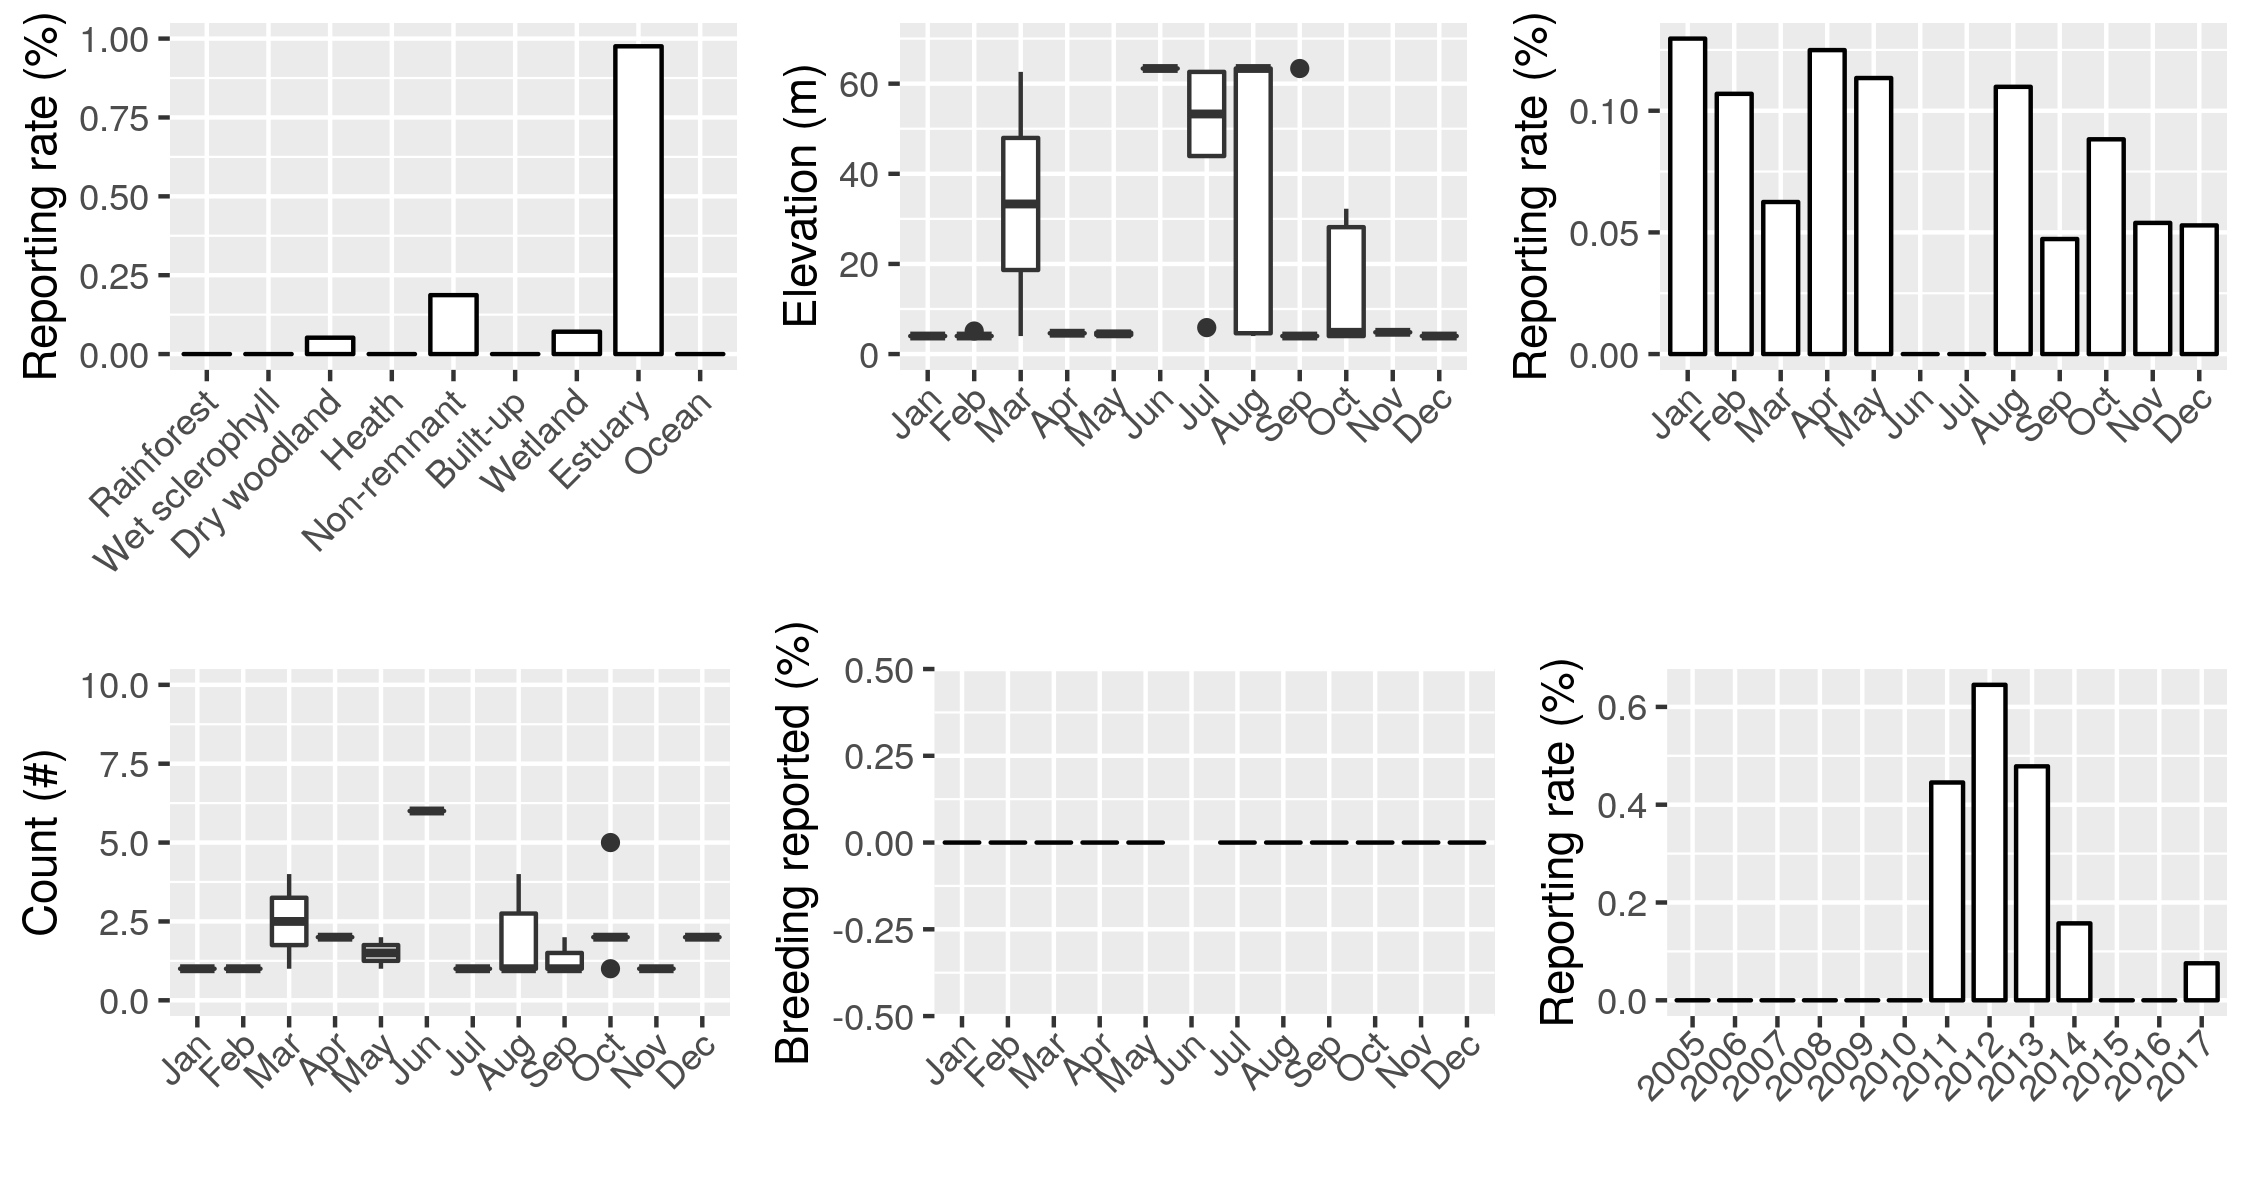 Reporting rate (%)
1.00
0.75
0.50
0.25
0.00
Rainforest
Wet sclerophyll
Dry woodland
Heath
Non-remnant
Built-up
Wetland
Estuary
Ocean
Elevation (m)
60
40
20
0
Jan
Feb
Mar
Apr
May
Jun
Jul
Aug
Sep
Oct
Nov
Dec
Reporting rate (%)
0.10
0.05
0.00
Jan
Feb
Mar
Apr
May
Jun
Jul
Aug
Sep
Oct
Nov
Dec
Count (#)
10.0
7.5
5.0
2.5
0.0
Jan
Feb
Mar
Apr
May
Jun
Jul
Aug
Sep
Oct
Nov
Dec
Breeding reported (%)
0.50
0.25
0.00
-0.25
-0.50
Jan
Feb
Mar
Apr
May
Jun
Jul
Aug
Sep
Oct
Nov
Dec
Reporting rate (%)
0.6
0.4
0.2
0.0
2005
2006
2007
2008
2009
2010
2011
2012
2013
2014
2015
2016
2017